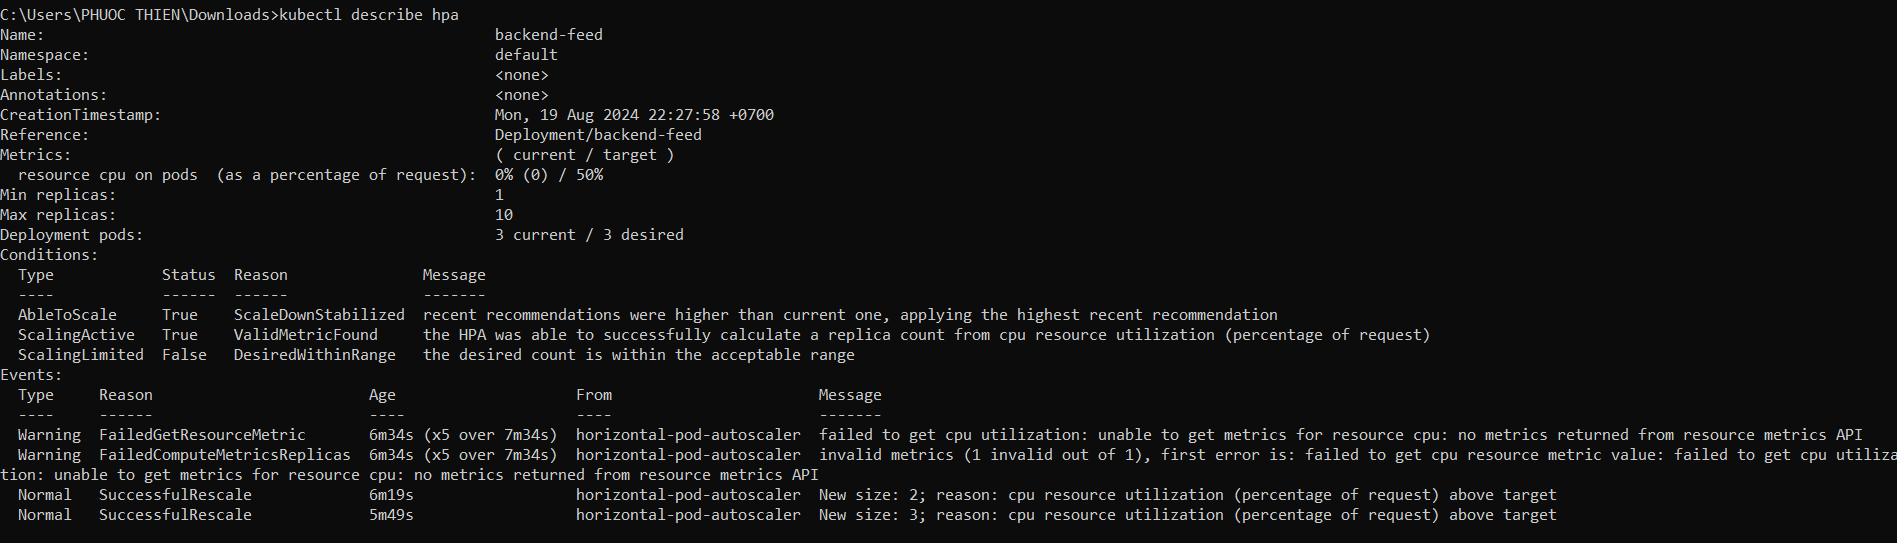 C:\Users\PHUOC THIEN\Downloads>kubectl describe hpa
Name:                                                  backend-feed
Namespace:                                             default
Labels:                                                <none>
Annotations:                                           <none>
CreationTimestamp:                                     Mon, 19 Aug 2024 22:27:58 +0700
Reference:                                             Deployment/backend-feed
Metrics:                                               ( current / target )
  resource cpu on pods  (as a percentage of request):  0% (0) / 50%
Min replicas:                                          1
Max replicas:                                          10
Deployment pods:                                       3 current / 3 desired
Conditions:
  Type            Status  Reason               Message
  ----            ------  ------               -------
  AbleToScale     True    ScaleDownStabilized  recent recommendations were higher than current one, applying the highest recent recommendation
  ScalingActive   True    ValidMetricFound     the HPA was able to successfully calculate a replica count from cpu resource utilization (percentage of request)
  ScalingLimited  False   DesiredWithinRange   the desired count is within the acceptable range
Events:
  Type     Reason                        Age                    From                       Message
  ----     ------                        ----                   ----                       -------
  Warning  FailedGetResourceMetric       6m34s (x5 over 7m34s)  horizontal-pod-autoscaler  failed to get cpu utilization: unable to get metrics for resource cpu: no metrics returned from resource metrics API
  Warning  FailedComputeMetricsReplicas  6m34s (x5 over 7m34s)  horizontal-pod-autoscaler  invalid metrics (1 invalid out of 1), first error is: failed to get cpu resource metric value: failed to get cpu utiliza
tion: unable to get metrics for resource cpu: no metrics returned from resource metrics API
  Normal   SuccessfulRescale             6m19s                  horizontal-pod-autoscaler  New size: 2; reason: cpu resource utilization (percentage of request) above target
  Normal   SuccessfulRescale             5m49s                  horizontal-pod-autoscaler  New size: 3; reason: cpu resource utilization (percentage of request) above target